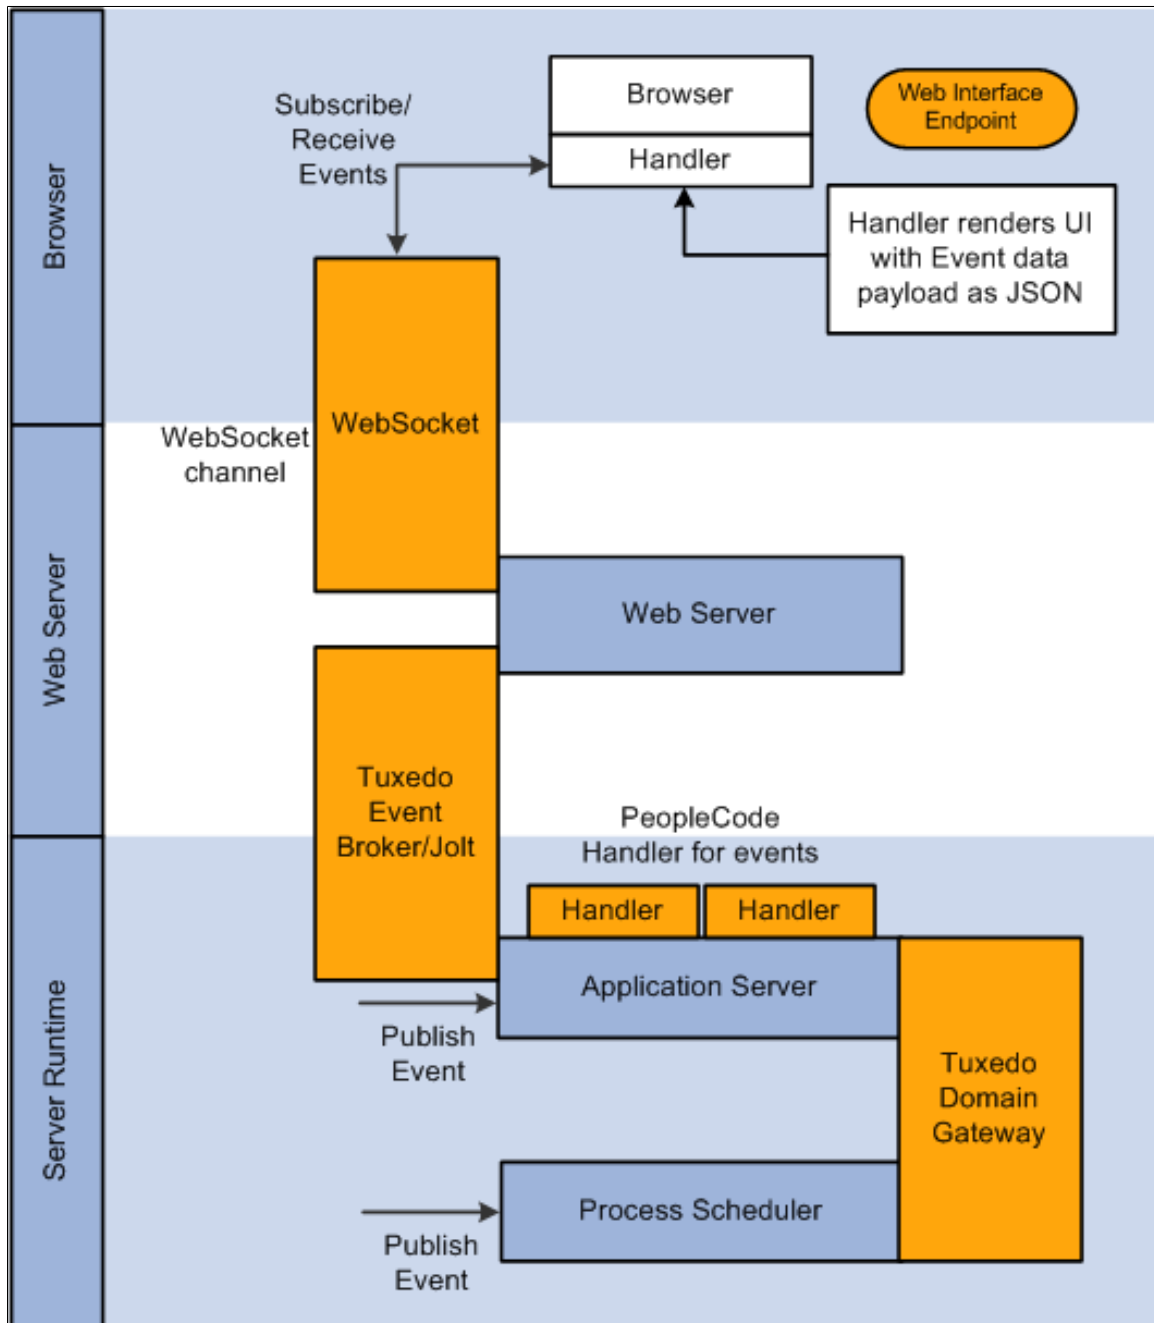 Browser
Subscribe/
Receive
Events
Browser
Handler
Web Interface
Endpoint
Handler renders UI
with Event data
payload as JSON
Web Server
WebSocket
channel
WebSocket
Web Server
Tuxedo
Event
Broker/Jolt
Server Runtime
PeopleCode
Handler for events
Handler
Handler
Application Server
Publish
Event
Tuxedo
Domain
Gateway
Process Scheduler
Publish
Event